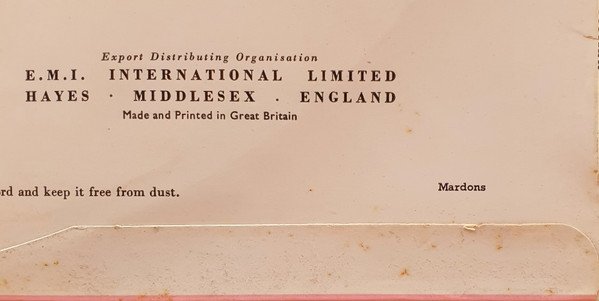 Export Distributing Organisation
E.M.I. INTERNATIONAL LIMITED
HAYES · MIDDLESEX . ENGLAND
Made and Printed in Great Britain
and keep it free from dust.
Mardons